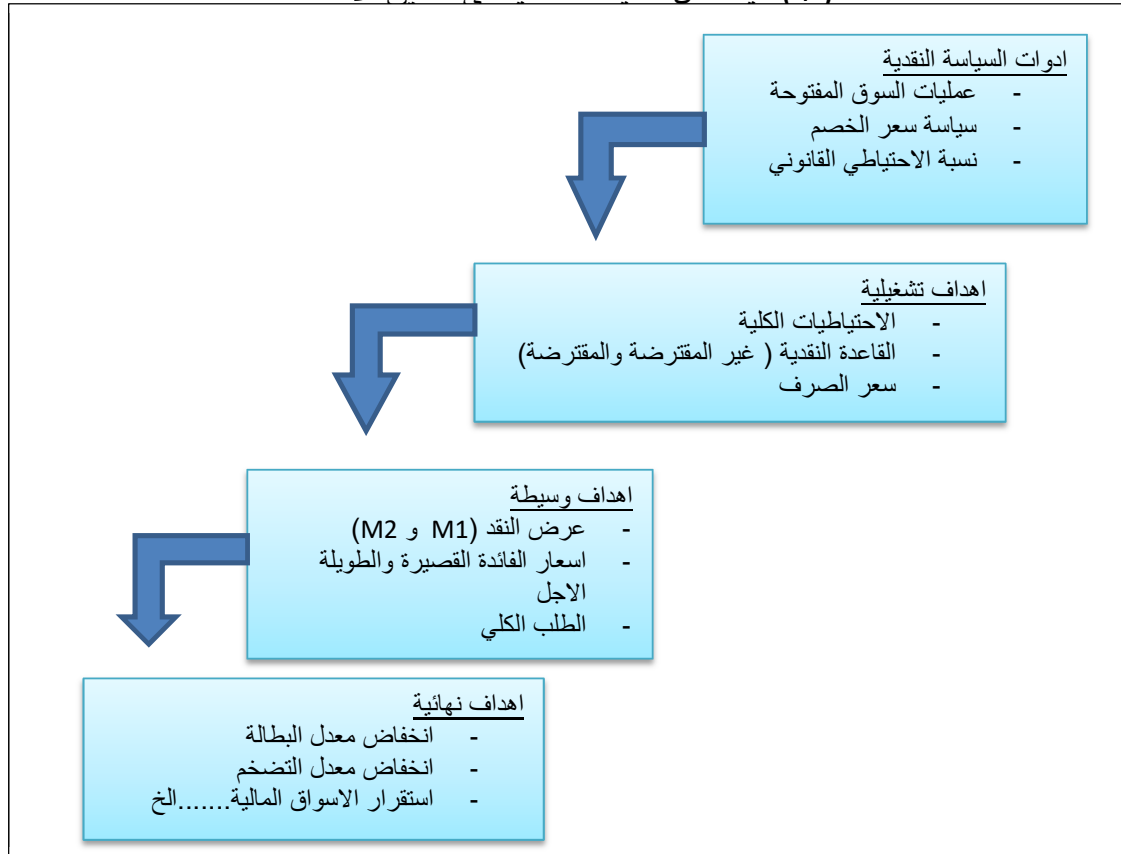 ادوات السياسة النقدية
- عمليات السوق المفتوحة
- سياسة سعر الخصم
- نسبة الاحتياطي القانوني
اهداف تشغيلية
- الاحتياطيات الكلية
- القاعدة النقدية ( غير المقترضة والمقترضة)
- سعر الصرف
اهداف وسيطة
- عرض النقد (M1 و M2)
- اسعار الفائدة القصيرة والطويلة
الاجل
- الطلب الكلي
اهداف نهائية
- انخفاض معدل البطالة
- انخفاض معدل التضخم
- استقرار الاسواق المالية.......الخ